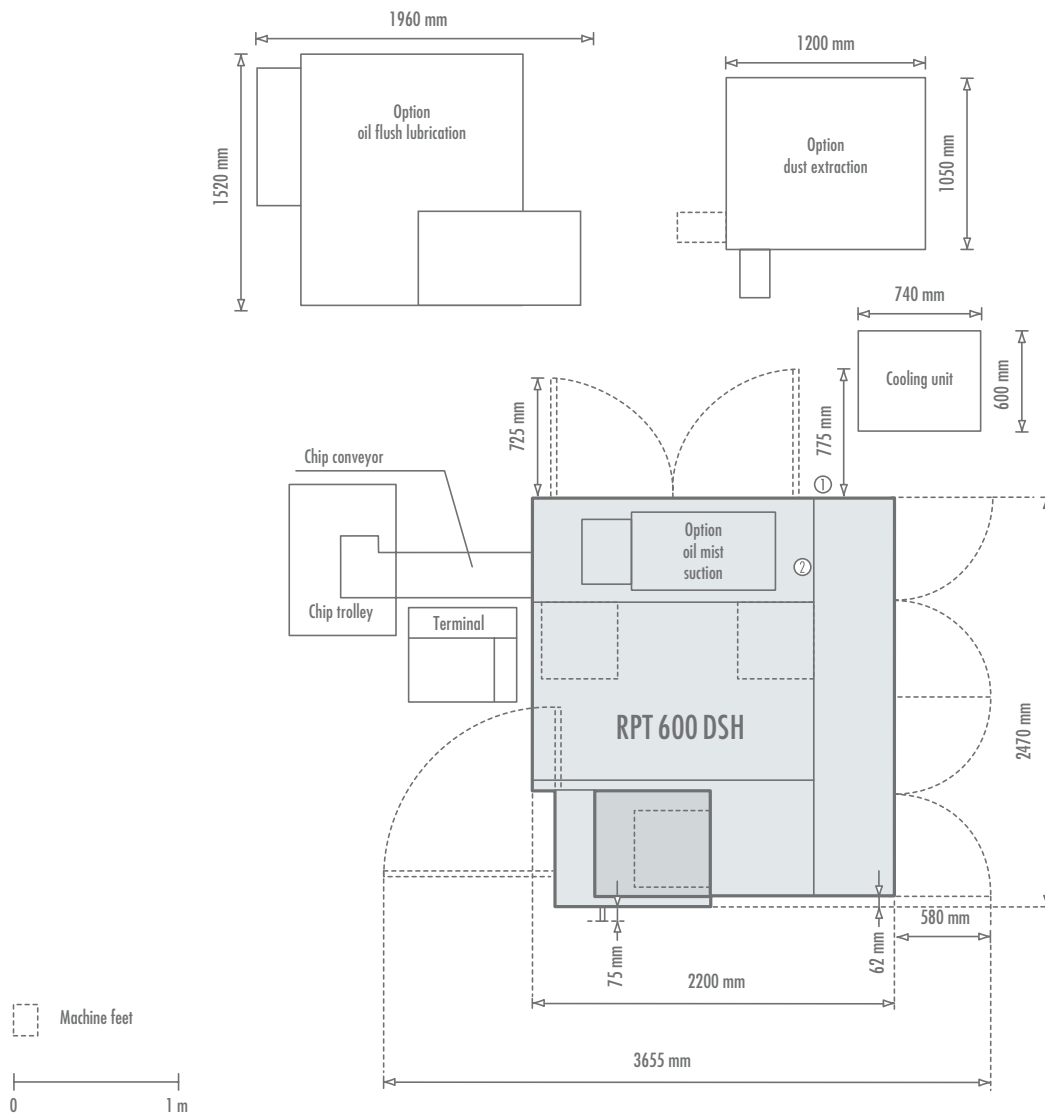 1960 mm
1200 mm
Option
oil flush lubrication
1520 mm
Option
dust extraction
1050 mm
740 mm
Cooling unit
600 mm
725 mm
775 mm
Chip conveyor
①
Option
oil mist
suction
②
Chip trolley
Terminal
RPT 600 DSH
2470 mm
580 mm
75 mm
62 mm
2200 mm
Machine feet
3655 mm
0
1 m